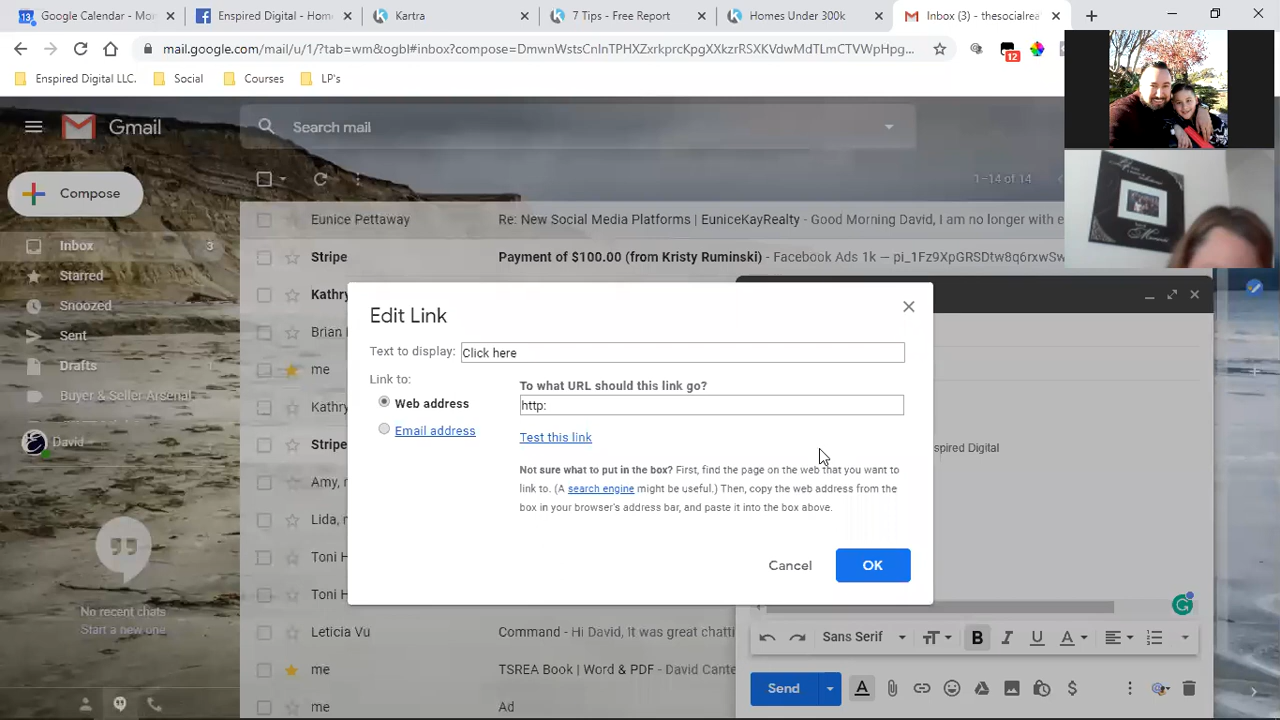 13 Google Calendar - Mo
Enspired Digital - Home
Kartra
7 Tips - Free Report
Homes Under 300k
Inbox (3) - thesocialrea
mail.google.com/mail/u/1/?tab=wm&ogbl#inbox?compose=DmwnWstsCnlnTPHXZxrkprcKpgXXkzrRSXKVdwMdTLmCTVWpHpg...
12
Enspired Digital LLC.
Social
Courses
LP's
Gmail
Search mail
Compose
1–14 of 14
Inbox 3
Starred
Snoozed
Sent
Drafts
Buyer & Seller Arsenal
David
No recent chats
Start a new one
Eunice Pettaway Re: New Social Media Platforms | EuniceKayRealty - Good Morning David, I am no longer with e
Stripe Payment of $100.00 (from Kristy Ruminski) - Facebook Ads 1k — pi_1Fz9XpGRSDtw8q6rxwSw
Kathry
Brian
me
Kathry
Stripe
Amy, m
Lida, m
Toni H
Toni H
Leticia Vu Command - Hi David, It was great chatti
me TSREA Book | Word & PDF - David Cante
me Ad
Edit Link
Text to display: Click here
Link to:
To what URL should this link go?
Web address
http:
Email address
Test this link
Not sure what to put in the box? First, find the page on the web that you want
to link to. (A search engine might be useful.) Then, copy the web address from the
box in your browser's address bar, and paste it into the box above.
Cancel
OK
spired Digital
Sans Serif
B I U A
Send
A
$